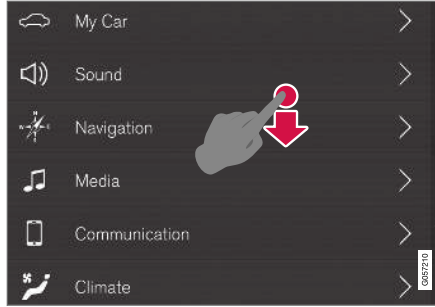 My Car
Sound
Navigation
Media
Communication
Climate
G057210